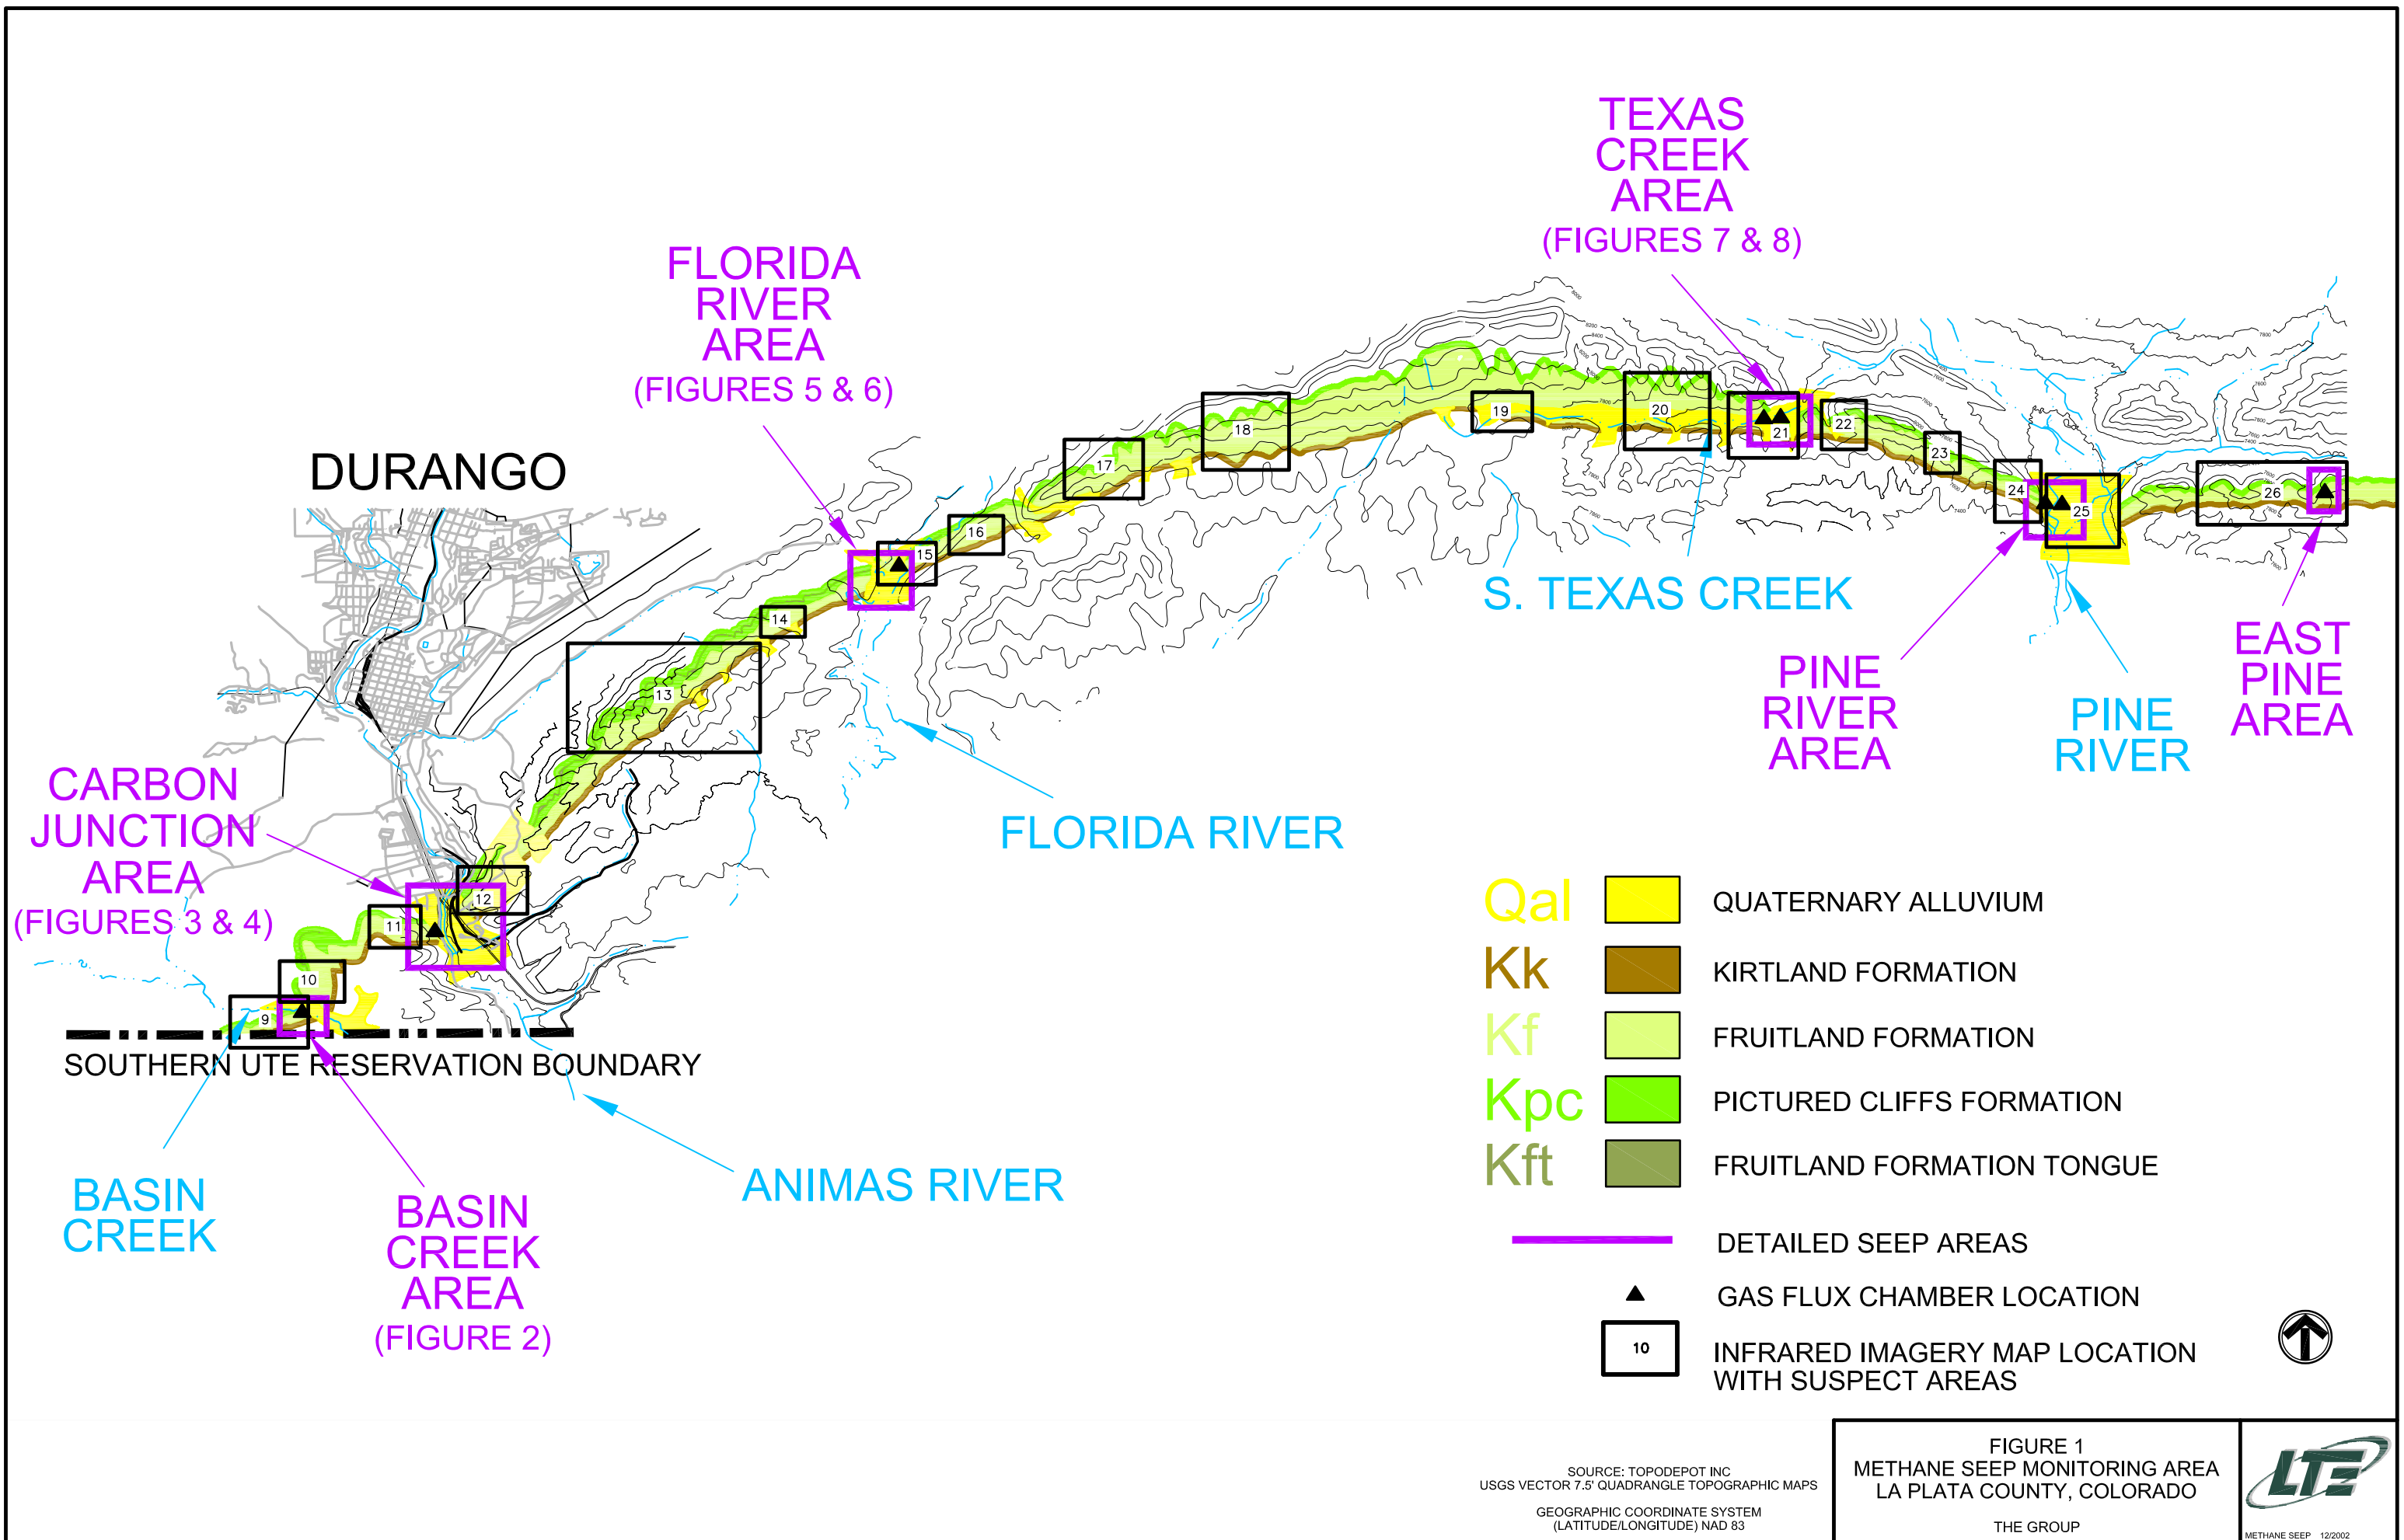 TEXAS
CREEK
AREA
(FIGURES 7 & 8)
FLORIDA
RIVER
AREA
(FIGURES 5 & 6)
DURANGO
18
19
20
21
22
23
17
24
25
26
16
15
14
13
S. TEXAS CREEK
PINE
RIVER
AREA
PINE
RIVER
EAST
PINE
AREA
FLORIDA RIVER
CARBON
JUNCTION
AREA
(FIGURES 3 & 4)
12
11
10
9
SOUTHERN UTE RESERVATION BOUNDARY
BASIN
CREEK
BASIN
CREEK
AREA
(FIGURE 2)
ANIMAS RIVER
Qal QUATERNARY ALLUVIUM
Kk KIRTLAND FORMATION
Kf FRUITLAND FORMATION
Kpc PICTURED CLIFFS FORMATION
Kft FRUITLAND FORMATION TONGUE
DETAILED SEEP AREAS
GAS FLUX CHAMBER LOCATION
10 INFRARED IMAGERY MAP LOCATION
WITH SUSPECT AREAS
SOURCE: TOPODEPOT INC
USGS VECTOR 7.5' QUADRANGLE TOPOGRAPHIC MAPS
GEOGRAPHIC COORDINATE SYSTEM
(LATITUDE/LONGITUDE) NAD 83
FIGURE 1
METHANE SEEP MONITORING AREA
LA PLATA COUNTY, COLORADO
THE GROUP
LTE
METHANE SEEP 12/2002